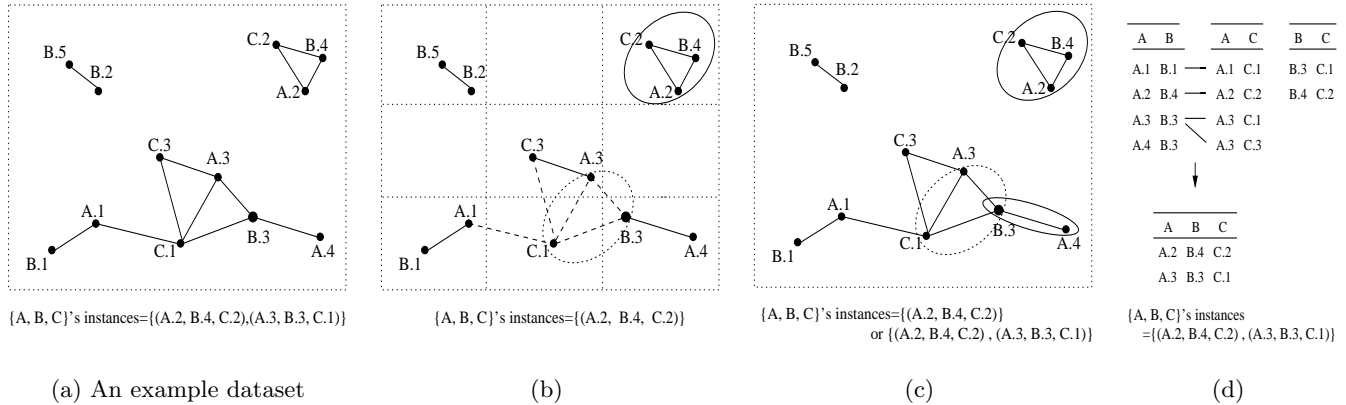 C.2
B.4
B.5
B.2
A.2
C.3
A.3
A.1
B.3
C.1
A.4
B.1
{A, B, C}'s instances={(A.2, B.4, C.2),(A.3, B.3, C.1)}
(a) An example dataset
C.2
B.4
B.5
B.2
A.2
C.3
A.3
A.1
B.3
C.1
A.4
B.1
{A, B, C}'s instances={(A.2, B.4, C.2)}
(b)
C.2
B.4
B.5
B.2
A.2
C.3
A.3
A.1
B.3
C.1
A.4
B.1
{A, B, C}'s instances={(A.2, B.4, C.2)}
or {(A.2, B.4, C.2) , (A.3, B.3, C.1)}
(c)
A B A C B C
A.1 B.1 A.1 C.1 B.3 C.1
A.2 B.4 A.2 C.2 B.4 C.2
A.3 B.3 A.3 C.1
A.4 B.3 A.3 C.3
A B C
A.2 B.4 C.2
A.3 B.3 C.1
{A, B, C}'s instances
={(A.2, B.4, C.2) , (A.3, B.3, C.1)}
(d)